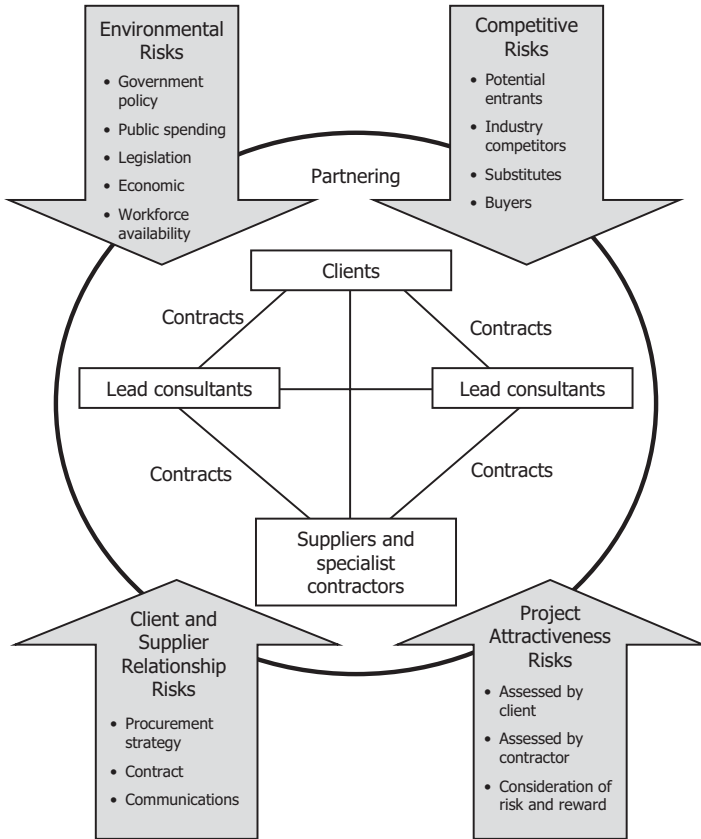 Environmental
Risks
• Government
policy
• Public spending
• Legislation
• Economic
• Workforce
availability
Competitive
Risks
• Potential
entrants
• Industry
competitors
• Substitutes
• Buyers
Partnering
Clients
Contracts
Contracts
Lead consultants
Lead consultants
Contracts
Contracts
Suppliers and
specialist
contractors
Client and
Supplier
Relationship
Risks
• Procurement
strategy
• Contract
• Communications
Project
Attractiveness
Risks
• Assessed by
client
• Assessed by
contractor
• Consideration of
risk and reward